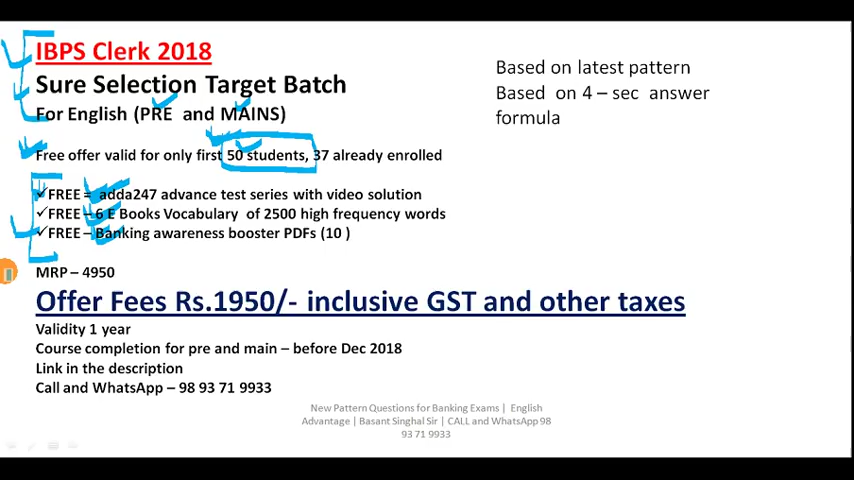 IBPS Clerk 2018
Sure Selection Target Batch
For English (PRE and MAINS)
Free offer valid for only first 50 students, 37 already enrolled
✓FREE = adda247 advance test series with video solution
✓FREE – 6 E Books Vocabulary of 2500 high frequency words
✓FREE – Banking awareness booster PDFs (10 )
MRP – 4950
Offer Fees Rs.1950/- inclusive GST and other taxes
Validity 1 year
Course completion for pre and main – before Dec 2018
Link in the description
Call and WhatsApp – 98 93 71 9933
Based on latest pattern
Based on 4 – sec answer
formula
New Pattern Questions for Banking Exams | English
Advantage | Basant Singhal Sir | CALL and WhatsApp 98
93 71 9933